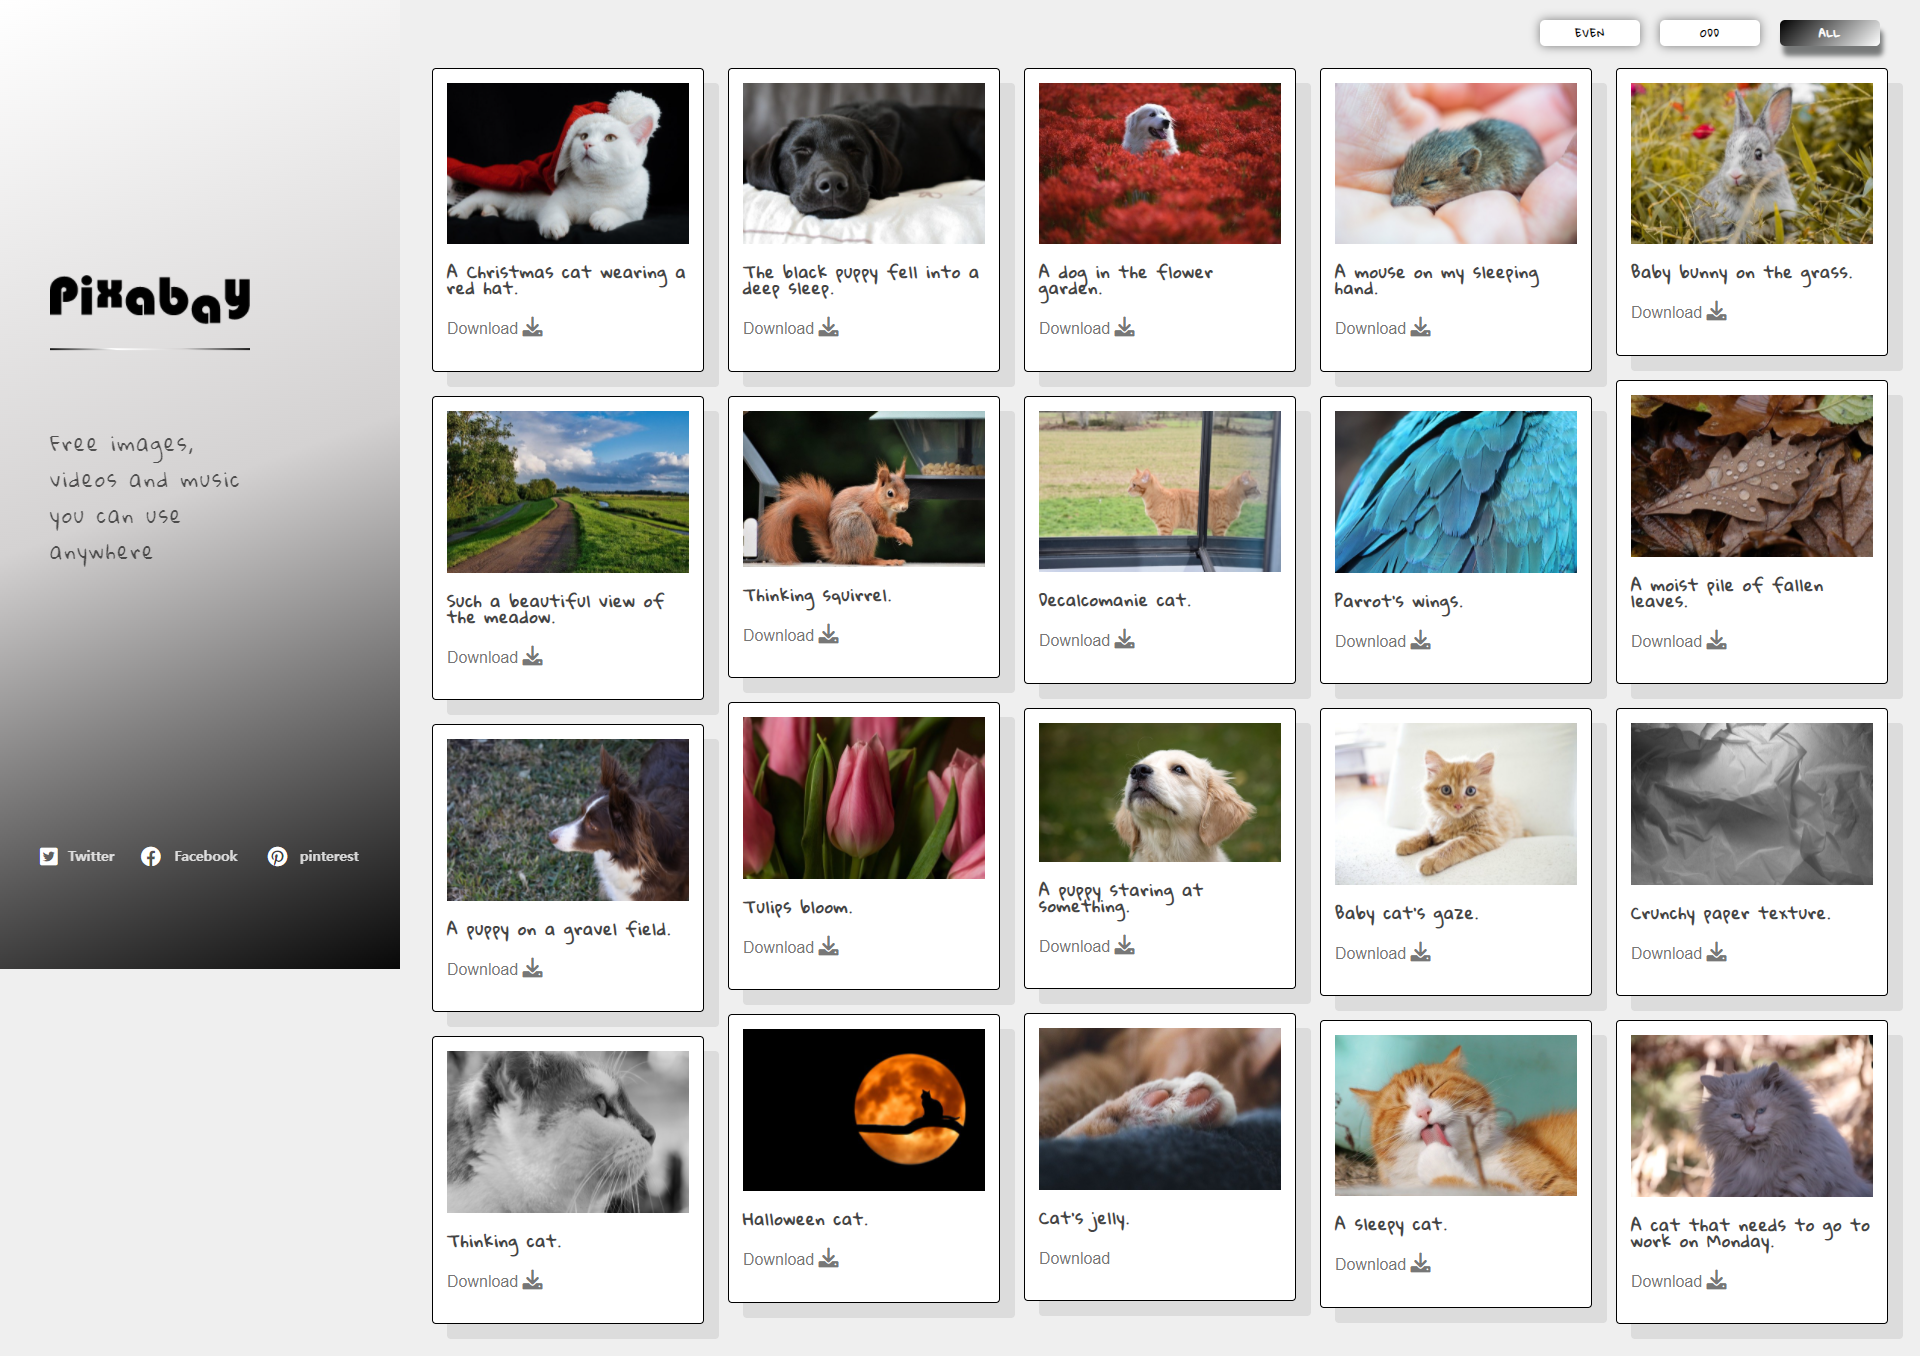 EVEN
ODD
ALL
Pixabay
Free images,
videos and music
you can use
anywhere
Twitter
Facebook
pinterest
A Christmas cat wearing a
red hat.
Download
The black puppy fell into a
deep sleep.
Download
A dog in the flower
garden.
Download
A mouse on my sleeping
hand.
Download
Baby bunny on the grass.
Download
Such a beautiful view of
the meadow.
Download
Thinking squirrel.
Download
Decalcomanie cat.
Download
Parrot's wings.
Download
A moist pile of fallen
leaves.
Download
A puppy on a gravel field.
Download
Tulips bloom.
Download
A puppy staring at
something.
Download
Baby cat's gaze.
Download
Crunchy paper texture.
Download
Thinking cat.
Download
Halloween cat.
Download
Cat's jelly.
Download
A sleepy cat.
Download
A cat that needs to go to
work on Monday.
Download